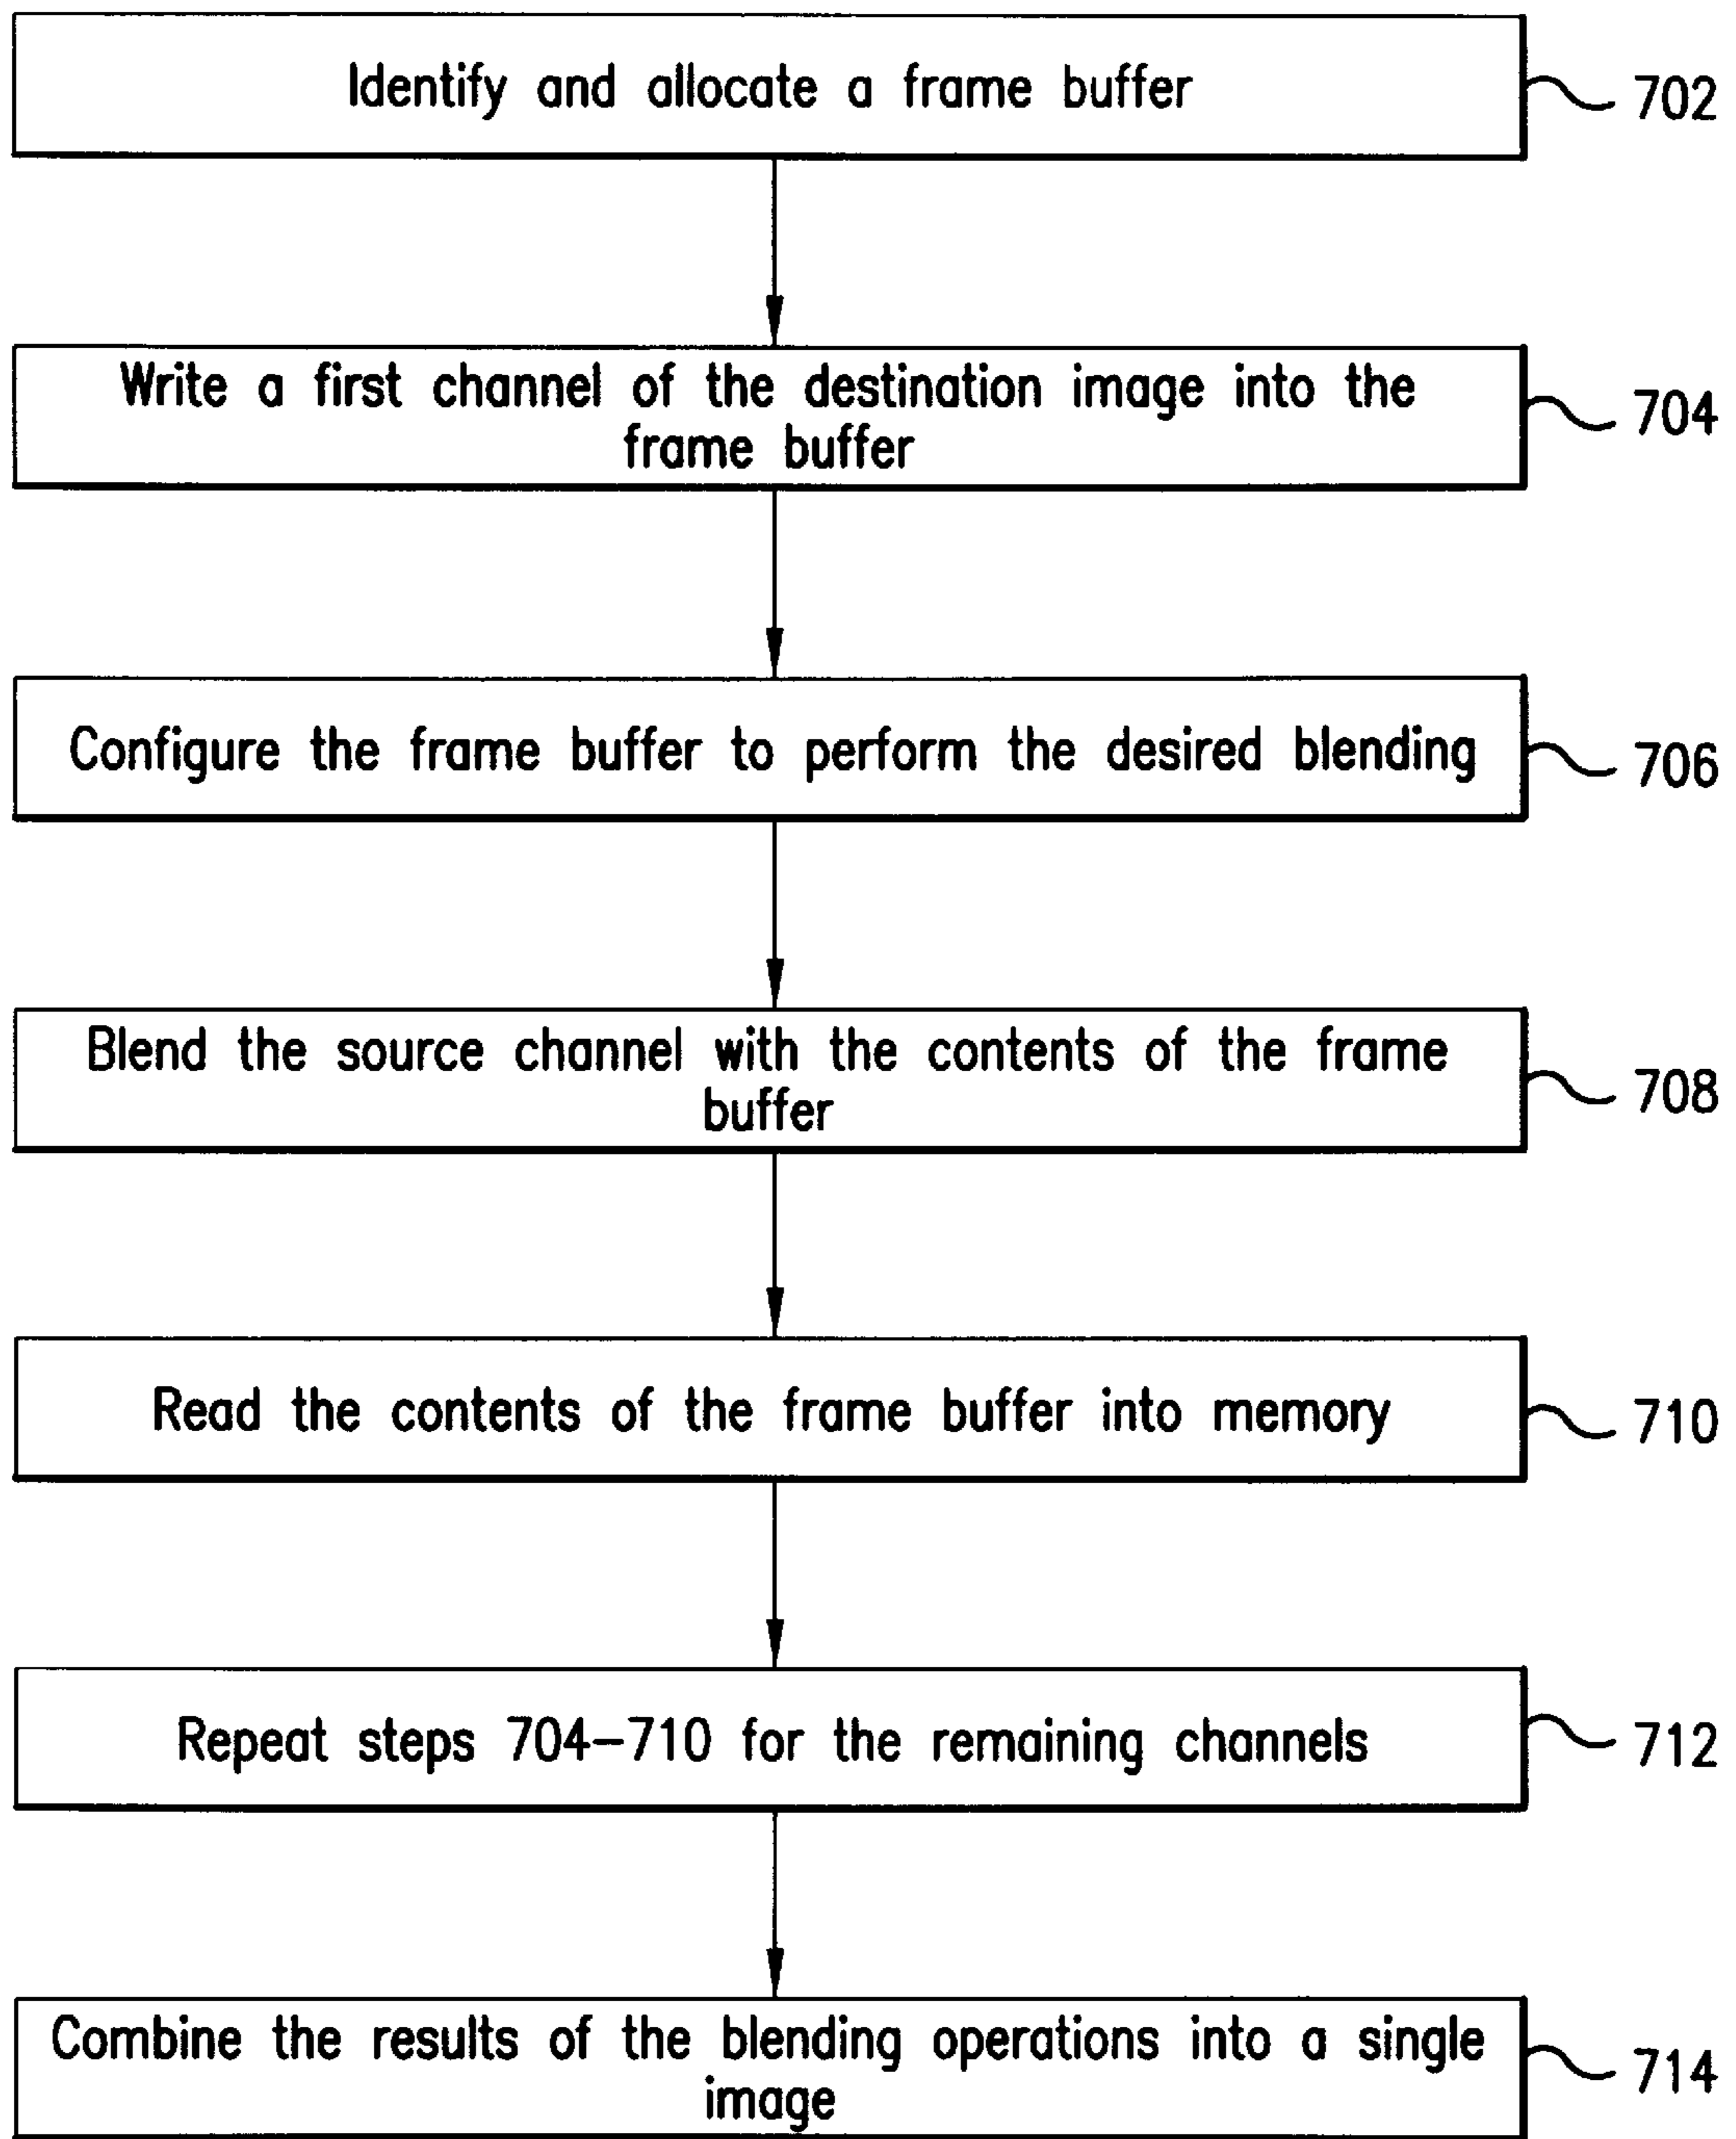 Identify and allocate a frame buffer
702
Write a first channel of the destination image into the
frame buffer
704
Configure the frame buffer to perform the desired blending
706
Blend the source channel with the contents of the frame
buffer
708
Read the contents of the frame buffer into memory
710
Repeat steps 704-710 for the remaining channels
712
Combine the results of the blending operations into a single
image
714